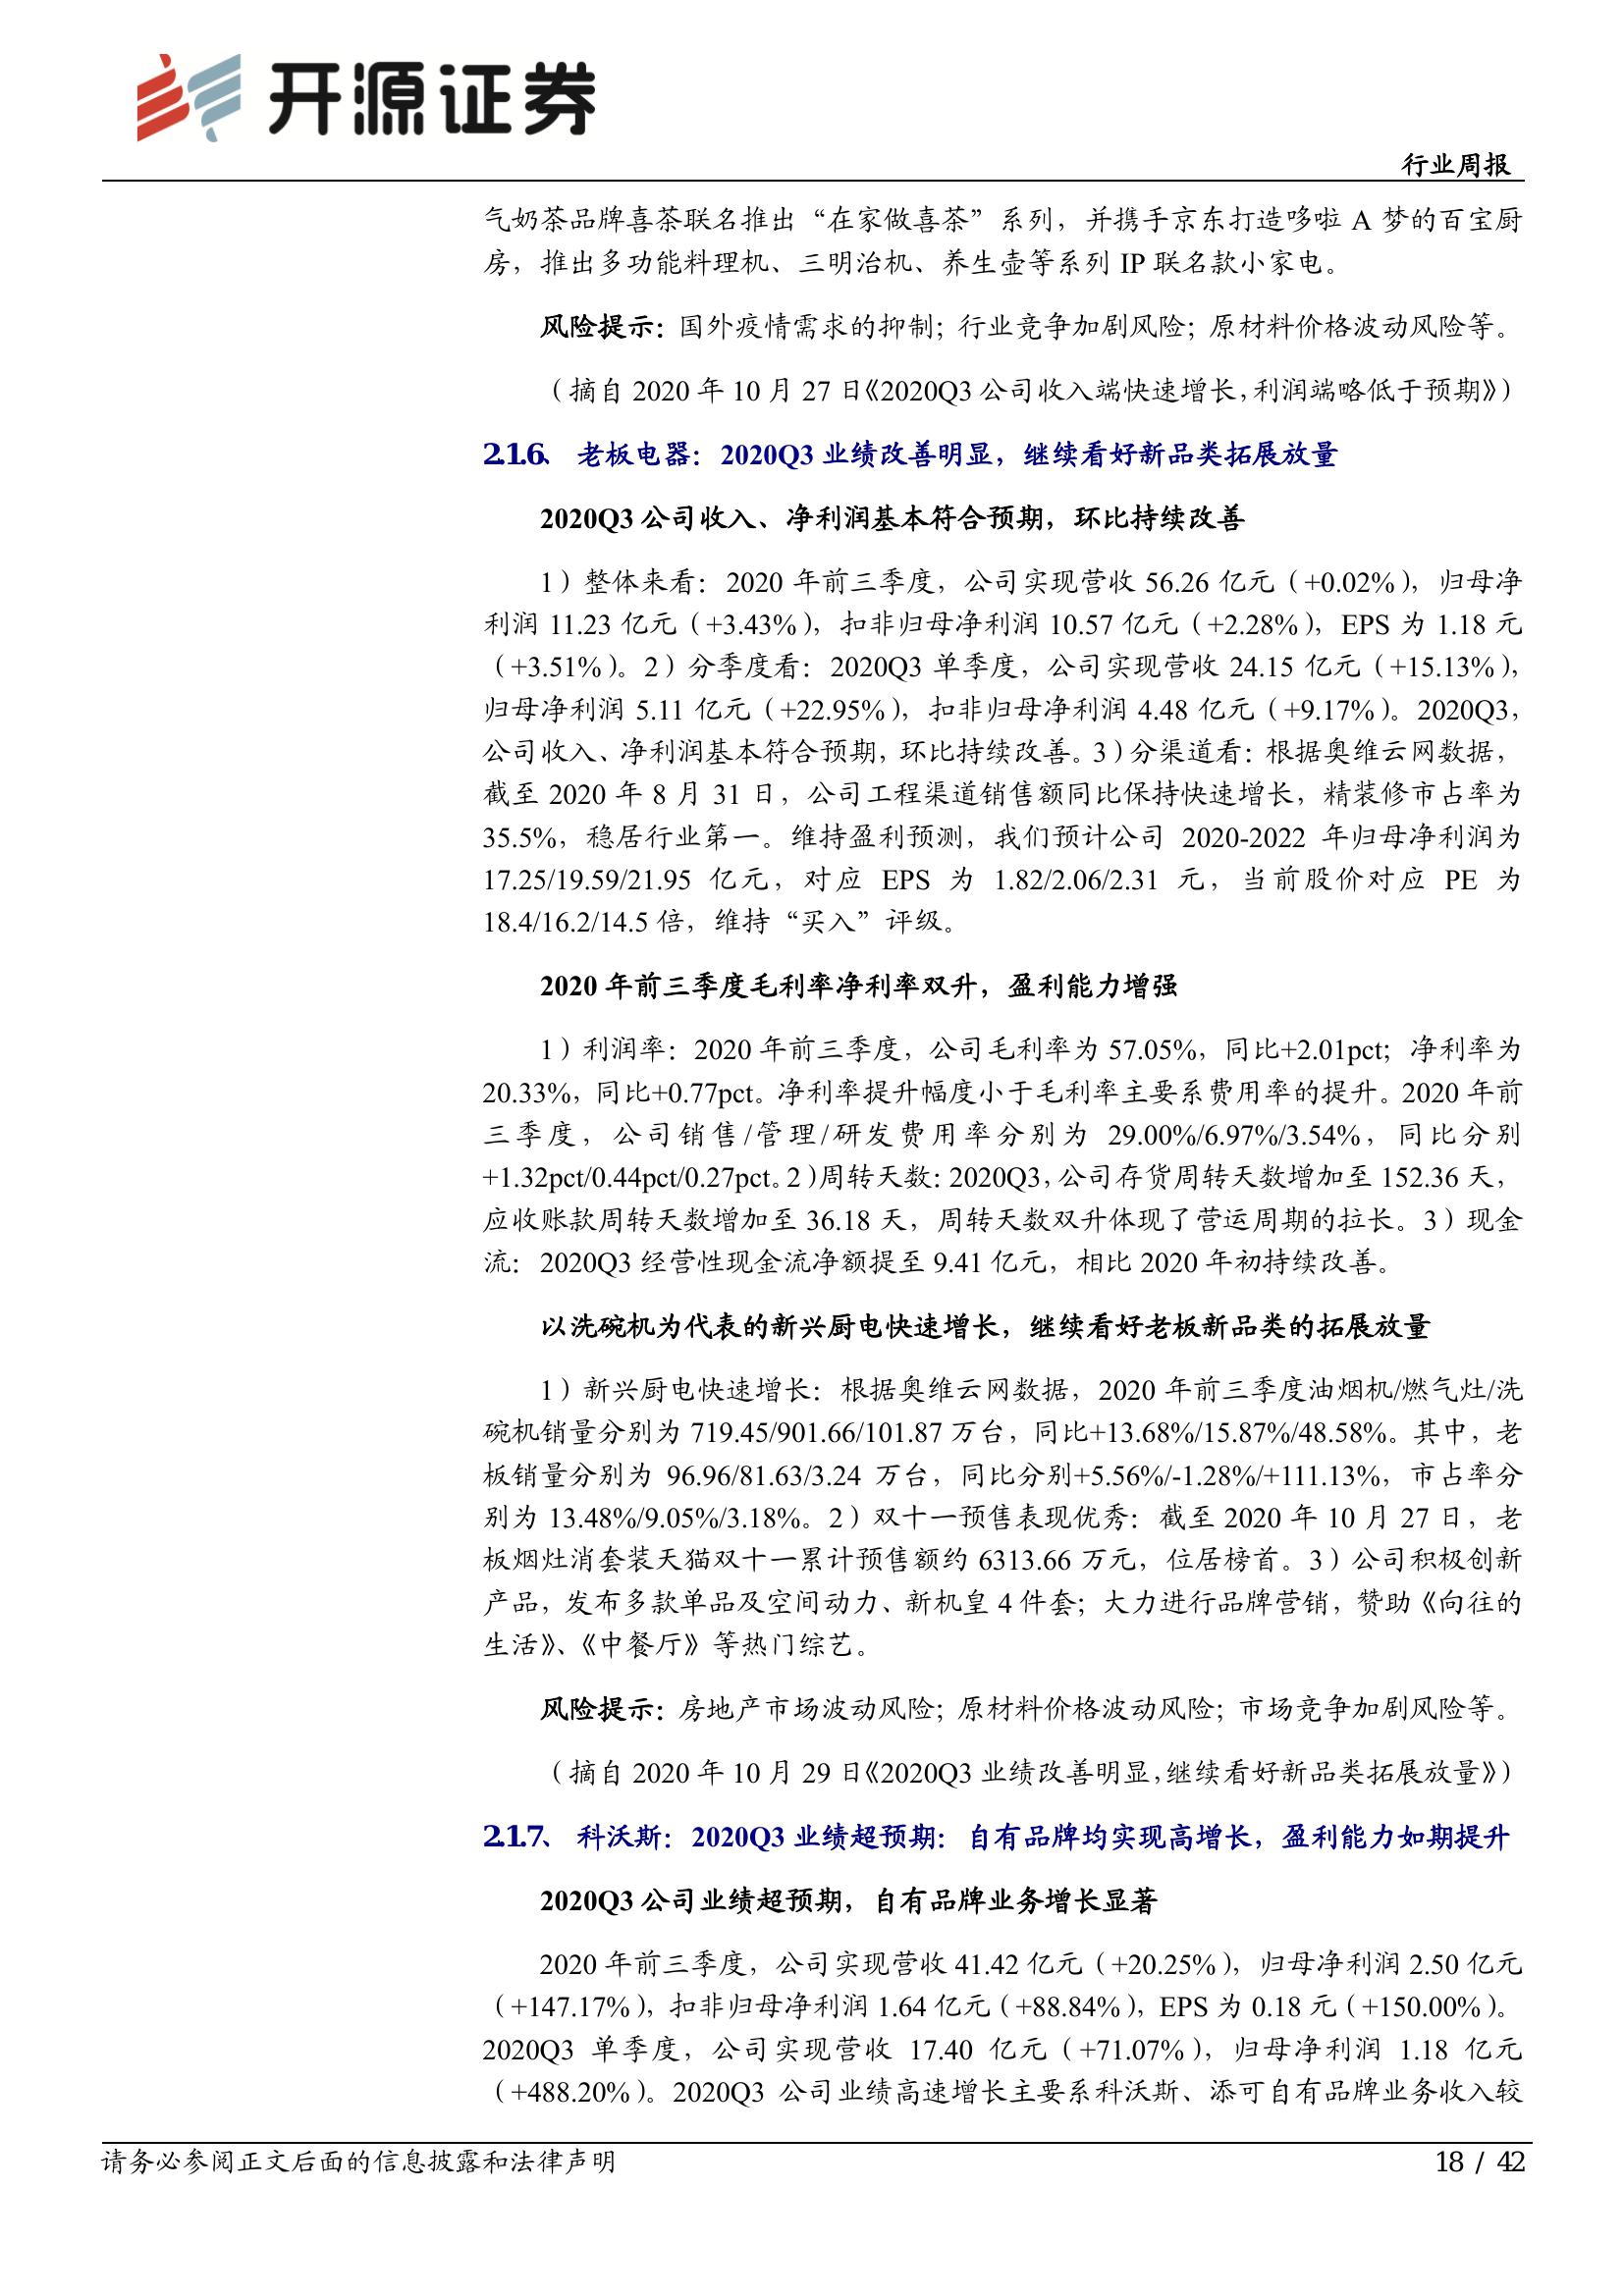 开源证券
行业周报
气奶茶品牌喜茶联名推出“在家做喜茶”系列，并携手京东打造哆啦 A 梦的百宝厨
房，推出多功能料理机、三明治机、养生壶等系列 IP 联名款小家电。
风险提示：国外疫情需求的抑制；行业竞争加剧风险；原材料价格波动风险等。
（摘自 2020 年 10 月 27 日《2020Q3 公司收入端快速增长，利润端略低于预期》）
2.1.6、 老板电器：2020Q3 业绩改善明显，继续看好新品类拓展放量
2020Q3 公司收入、净利润基本符合预期，环比持续改善
1）整体来看：2020 年前三季度，公司实现营收 56.26 亿元（+0.02%），归母净
利润 11.23 亿元（+3.43%），扣非归母净利润 10.57 亿元（+2.28%），EPS 为 1.18 元
（+3.51%）。2）分季度看：2020Q3 单季度，公司实现营收 24.15 亿元（+15.13%），
归母净利润 5.11 亿元（+22.95%），扣非归母净利润 4.48 亿元（+9.17%）。2020Q3，
公司收入、净利润基本符合预期，环比持续改善。3）分渠道看：根据奥维云网数据，
截至 2020 年 8 月 31 日，公司工程渠道销售额同比保持快速增长，精装修市占率为
35.5%，稳居行业第一。维持盈利预测，我们预计公司 2020-2022 年归母净利润为
17.25/19.59/21.95 亿元，对应 EPS 为 1.82/2.06/2.31 元，当前股价对应 PE 为
18.4/16.2/14.5 倍，维持“买入”评级。
2020 年前三季度毛利率净利率双升，盈利能力增强
1）利润率：2020 年前三季度，公司毛利率为 57.05%，同比+2.01pct；净利率为
20.33%，同比+0.77pct。净利率提升幅度小于毛利率主要系费用率的提升。2020 年前
三季度，公司销售/管理/研发费用率分别为 29.00%/6.97%/3.54%，同比分别
+1.32pct/0.44pct/0.27pct。2）周转天数：2020Q3，公司存货周转天数增加至 152.36 天，
应收账款周转天数增加至 36.18 天，周转天数双升体现了营运周期的拉长。3）现金
流：2020Q3 经营性现金流净额提至 9.41 亿元，相比 2020 年初持续改善。
以洗碗机为代表的新兴厨电快速增长，继续看好老板新品类的拓展放量
1）新兴厨电快速增长：根据奥维云网数据，2020 年前三季度油烟机/燃气灶/洗
碗机销量分别为 719.45/901.66/101.87 万台，同比+13.68%/15.87%/48.58%。其中，老
板销量分别为 96.96/81.63/3.24 万台，同比分别+5.56%/-1.28%/+111.13%，市占率分
别为 13.48%/9.05%/3.18%。2）双十一预售表现优秀：截至 2020 年 10 月 27 日，老
板烟灶消套装天猫双十一累计预售额约 6313.66 万元，位居榜首。3）公司积极创新
产品，发布多款单品及空间动力、新机皇 4 件套；大力进行品牌营销，赞助《向往的
生活》、《中餐厅》等热门综艺。
风险提示：房地产市场波动风险；原材料价格波动风险；市场竞争加剧风险等。
（摘自 2020 年 10 月 29 日《2020Q3 业绩改善明显，继续看好新品类拓展放量》）
2.1.7、 科沃斯：2020Q3 业绩超预期：自有品牌均实现高增长，盈利能力如期提升
2020Q3 公司业绩超预期，自有品牌业务增长显著
2020 年前三季度，公司实现营收 41.42 亿元（+20.25%），归母净利润 2.50 亿元
（+147.17%），扣非归母净利润 1.64 亿元（+88.84%），EPS 为 0.18 元（+150.00%）。
2020Q3 单季度，公司实现营收 17.40 亿元（+71.07%），归母净利润 1.18 亿元
（+488.20%）。2020Q3 公司业绩高速增长主要系科沃斯、添可自有品牌业务收入较
请务必参阅正文后面的信息披露和法律声明
18 / 42